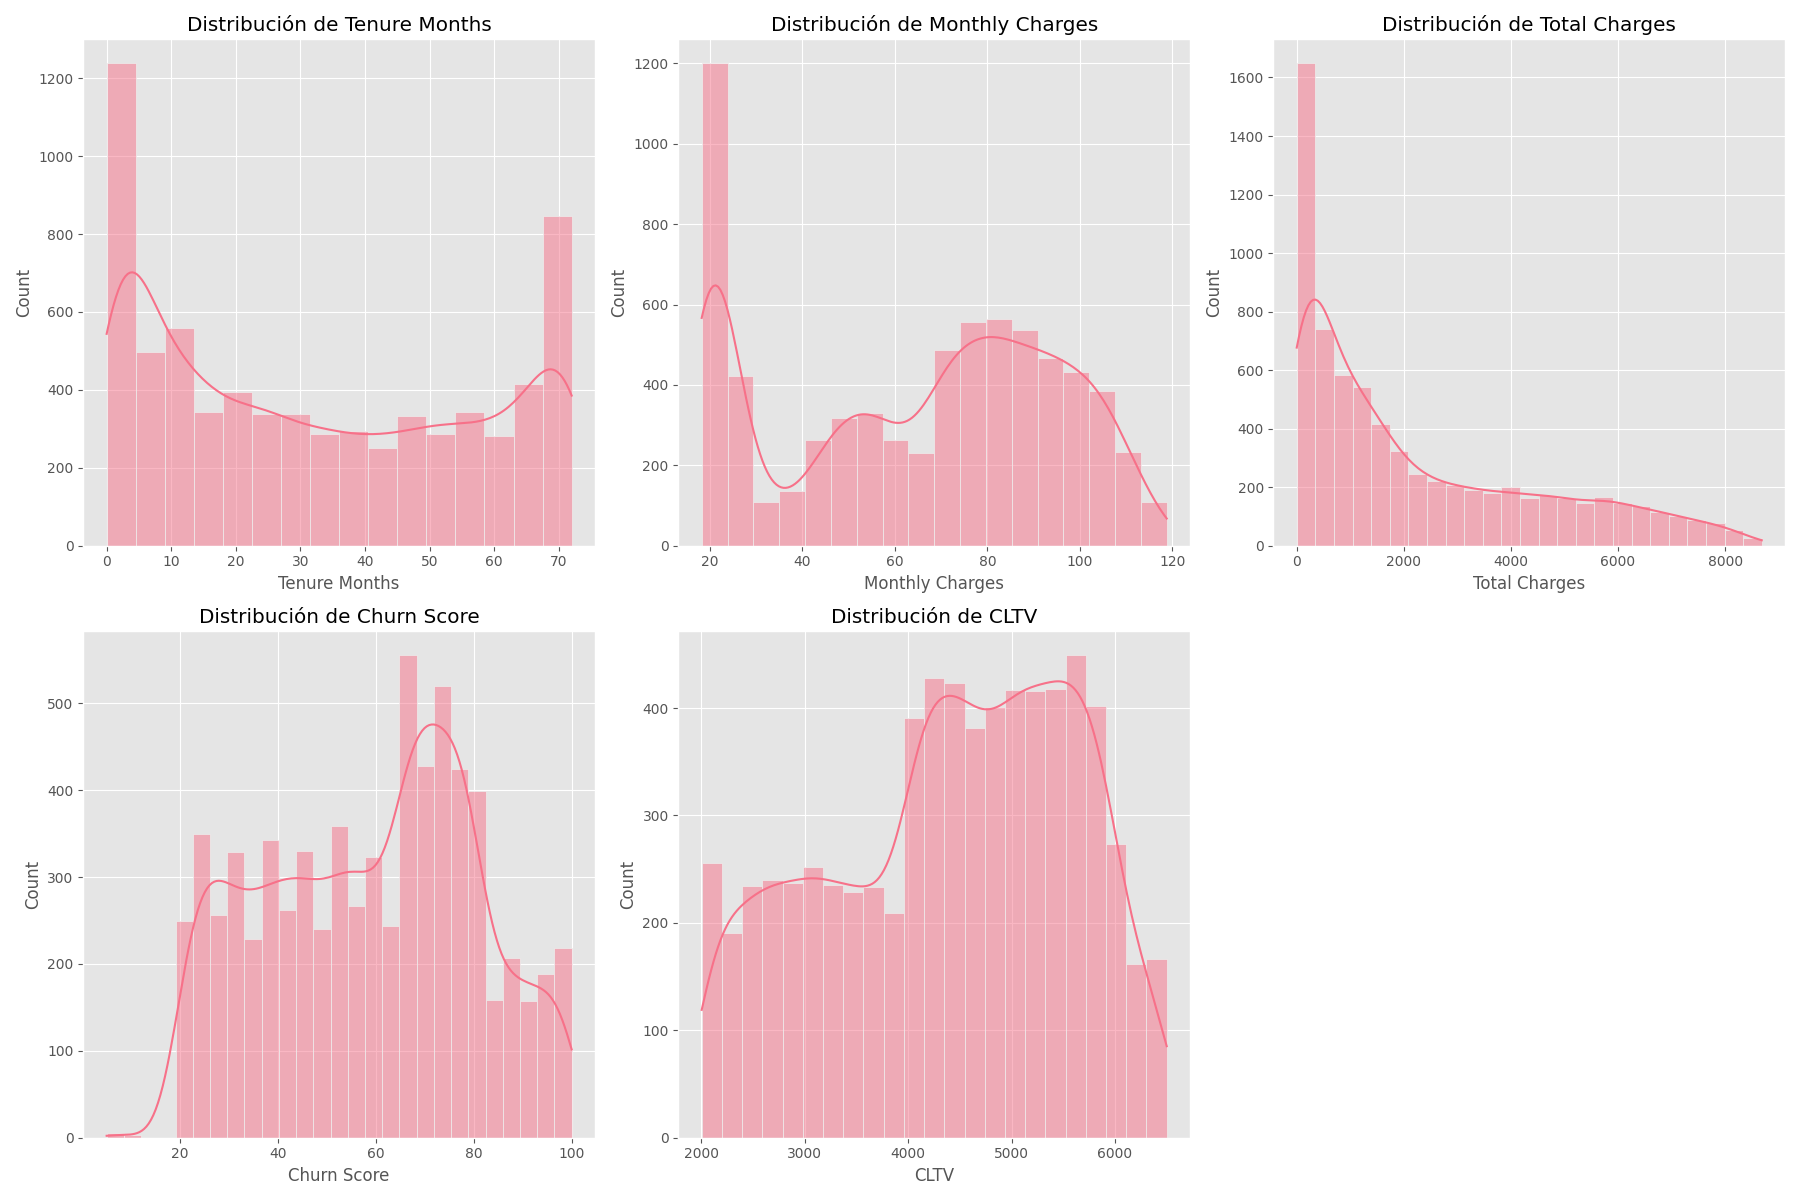 Distribución de Tenure Months
1200
1000
800
600
400
200
0
Count
0 10 20 30 40 50 60 70
Tenure Months
Distribución de Monthly Charges
1200
1000
800
600
400
200
0
Count
20 40 60 80 100 120
Monthly Charges
Distribución de Total Charges
1600
1400
1200
1000
800
600
400
200
0
Count
0 2000 4000 6000 8000
Total Charges
Distribución de Churn Score
500
400
300
200
100
0
Count
20 40 60 80 100
Churn Score
Distribución de CLTV
400
300
200
100
0
Count
2000 3000 4000 5000 6000
CLTV